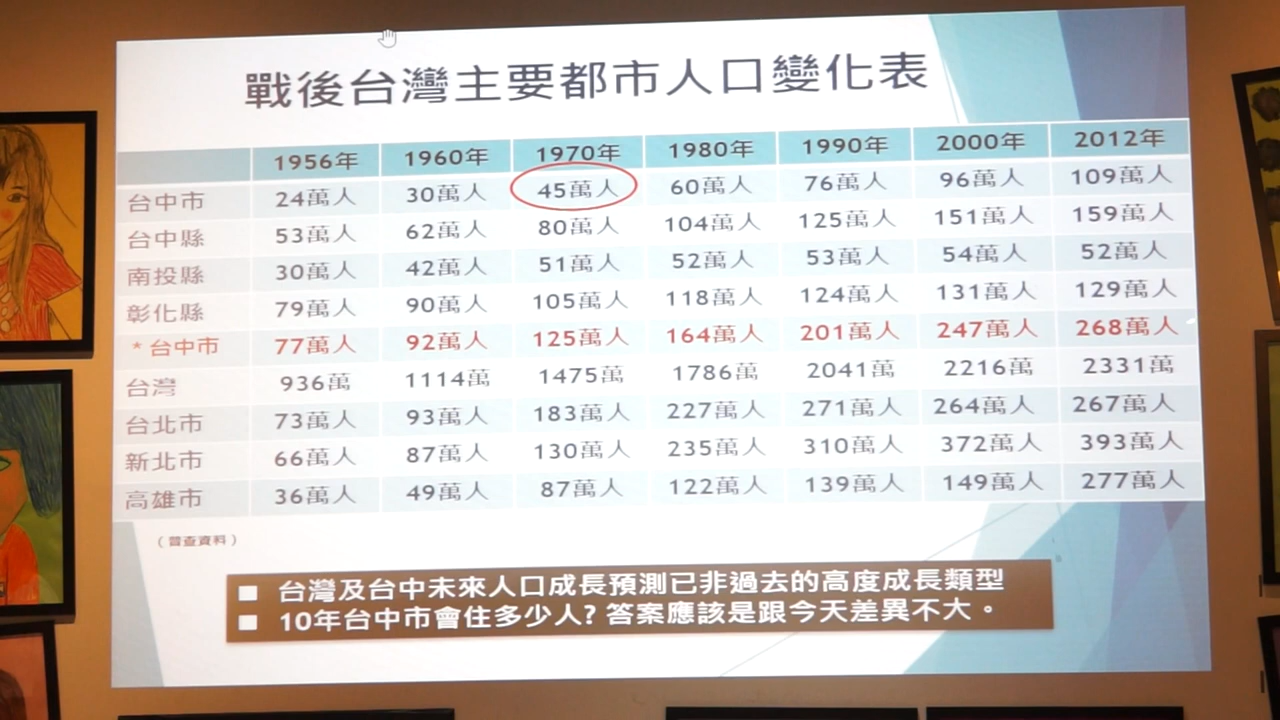 戰後台灣主要都市人口變化表
1956年 1960年 1970年 1980年 1990年 2000年 2012年
台中市 24萬人 30萬人 45萬人 60萬人 76萬人 96萬人 109萬人
台中縣 53萬人 62萬人 80萬人 104萬人 125萬人 151萬人 159萬人
南投縣 30萬人 42萬人 51萬人 52萬人 53萬人 54萬人 52萬人
彰化縣 79萬人 90萬人 105萬人 118萬人 124萬人 131萬人 129萬人
*台中市 77萬人 92萬人 125萬人 164萬人 201萬人 247萬人 268萬人
台灣 936萬 1114萬 1475萬 1786萬 2041萬 2216萬 2331萬
台北市 73萬人 93萬人 183萬人 227萬人 271萬人 264萬人 267萬人
新北市 66萬人 87萬人 130萬人 235萬人 310萬人 372萬人 393萬人
高雄市 36萬人 49萬人 87萬人 122萬人 139萬人 149萬人 277萬人
（普查資料）
■ 台灣及台中未來人口成長預測已非過去的高度成長類型
■ 10年台中市會住多少人? 答案應該是跟今天差異不大。